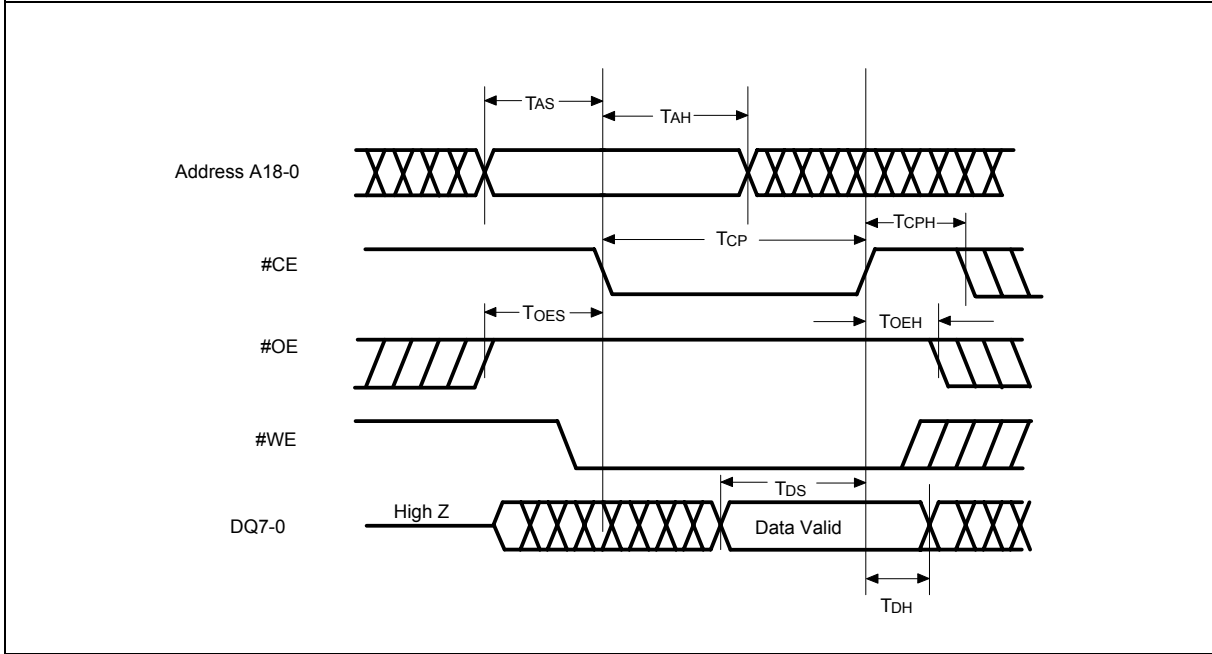 TAS
TAH
Address A18-0
TCPH
TCP
#CE
TOES
TOEH
#OE
#WE
TDS
High Z
DQ7-0
Data Valid
TDH